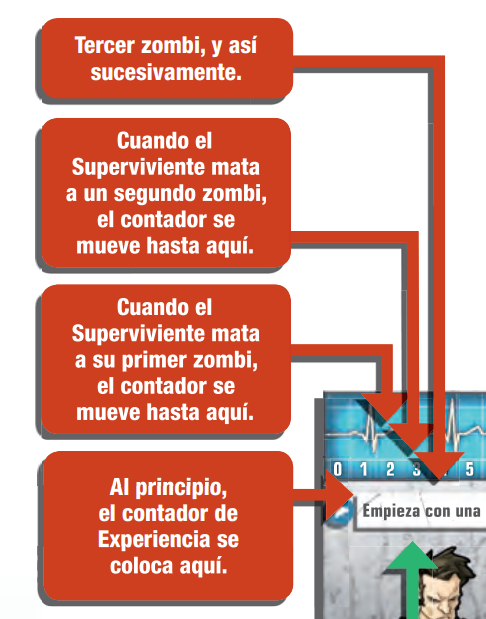 Tercer zombi, y así
sucesivamente.
Cuando el
Superviviente mata
a un segundo zombi,
el contador se
mueve hasta aquí.
Cuando el
Superviviente mata
a su primer zombi,
el contador se
mueve hasta aquí.
Al principio,
el contador de
Experiencia se
coloca aquí.
0 1 2 3 5
Empieza con una